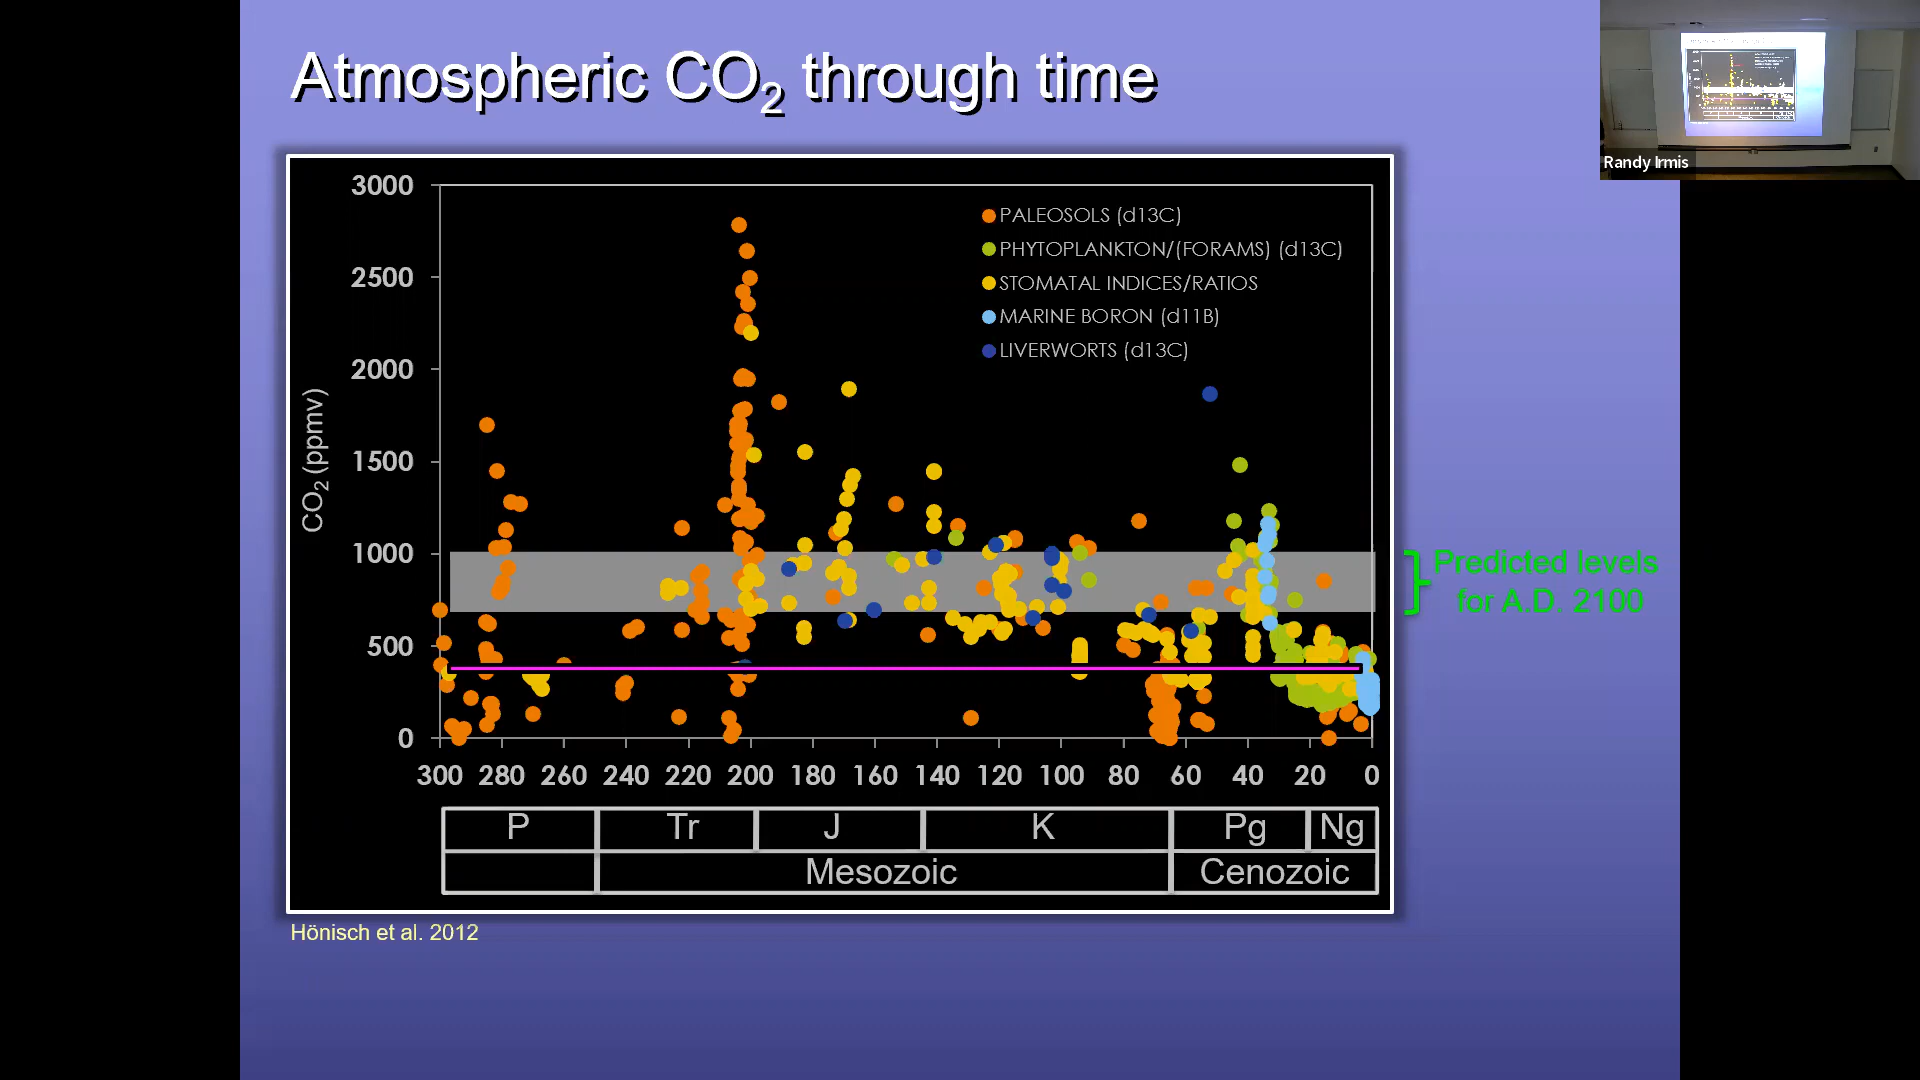 Atmospheric CO₂ through time
Randy Irmis
3000
2500
2000
1500
1000
500
0
CO₂ (ppmv)
PALEOSOLS (d13C)
PHYTOPLANKTON/(FORAMS) (d13C)
STOMATAL INDICES/RATIOS
MARINE BORON (d11B)
LIVERWORTS (d13C)
Predicted levels
for A.D. 2100
300 280 260 240 220 200 180 160 140 120 100 80 60 40 20 0
P Tr J K Pg Ng
Mesozoic Cenozoic
Hönisch et al. 2012